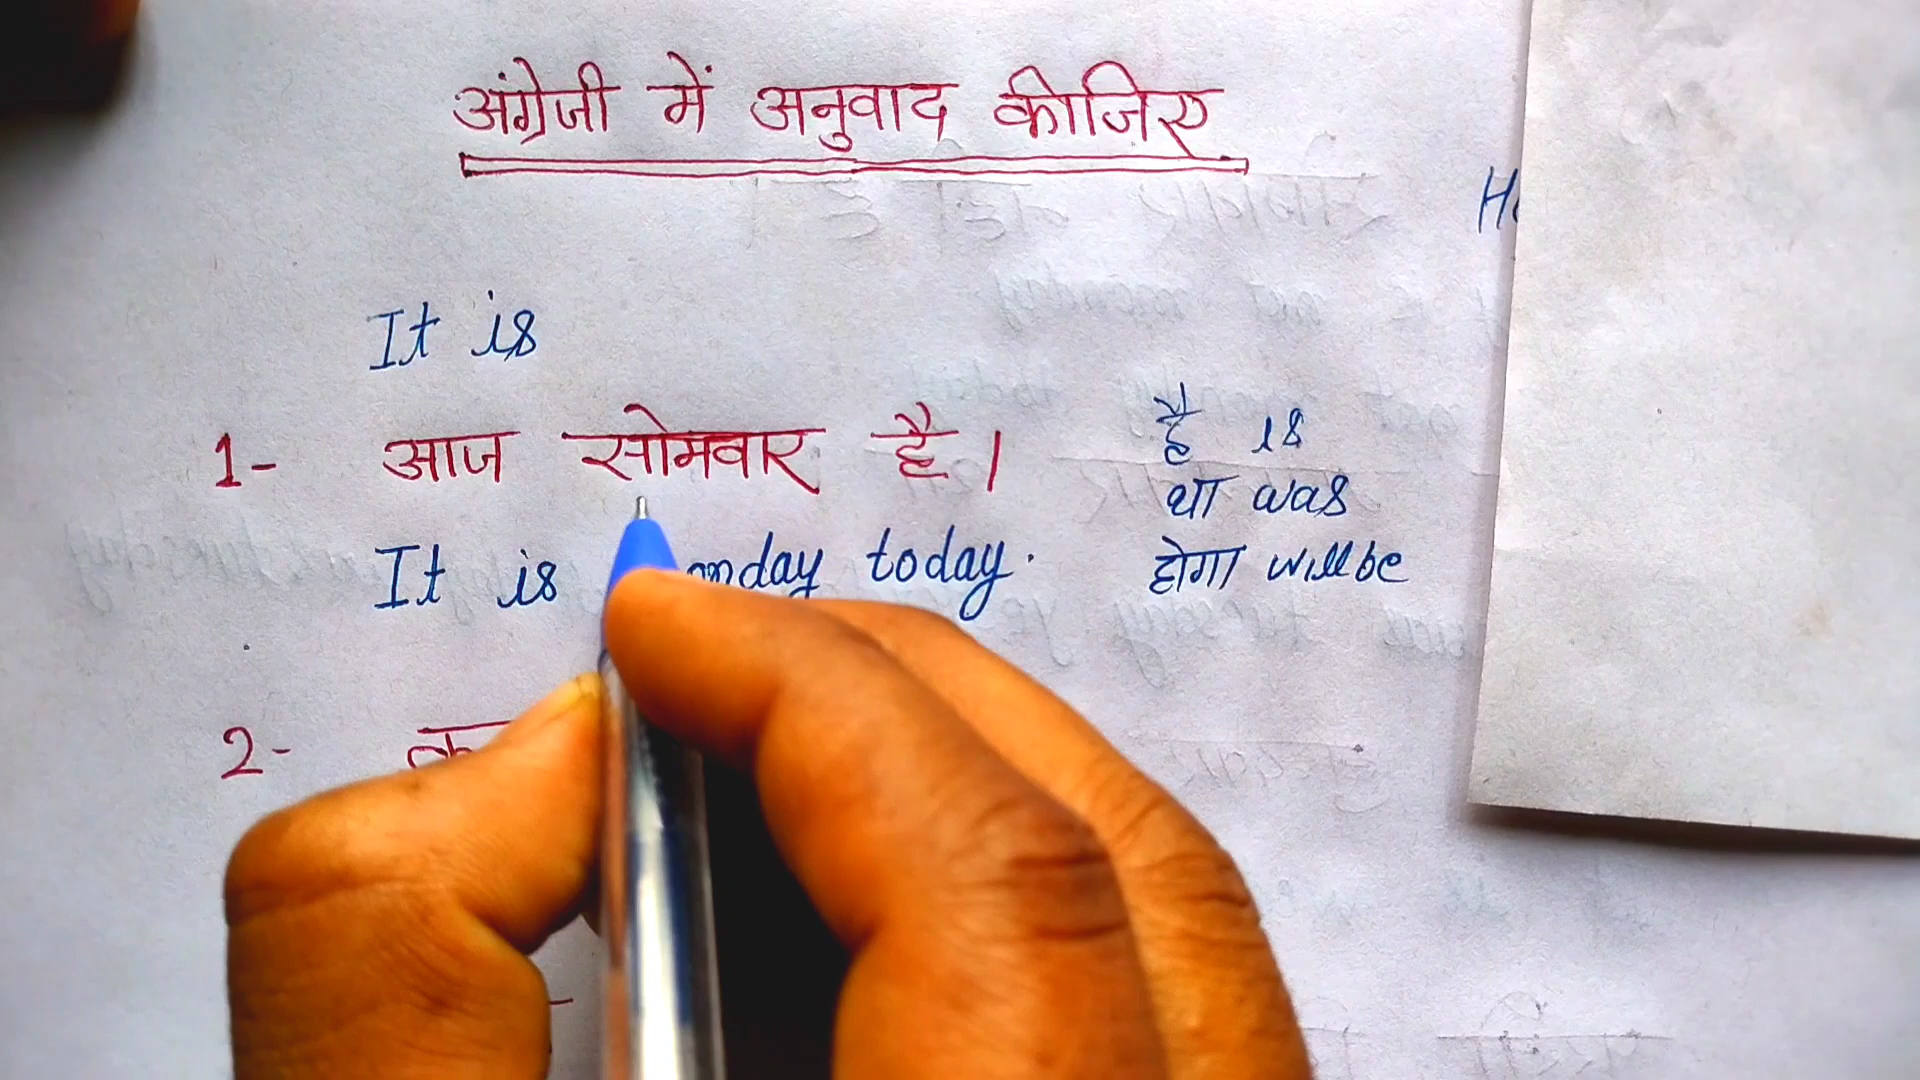 अंग्रेजी में अनुवाद कीजिए
It is
1- आज सोमवार है।
है is
था was
It is today.
होगा will be
2-